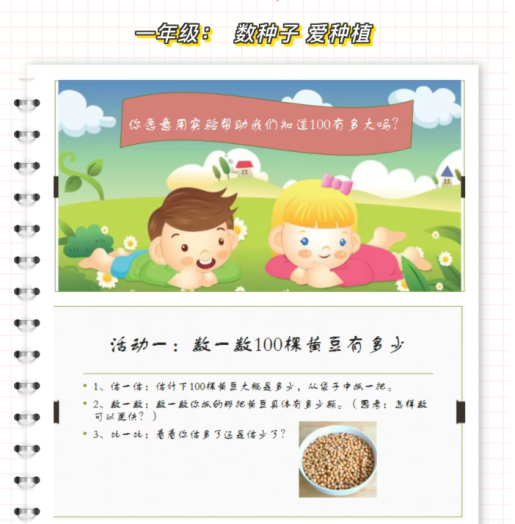 一年级： 数种子 爱种植
你愿意用实验帮助我们知道100有多大吗？
活动一：数一数100棵黄豆有多少
1、估一估：估计下100棵黄豆大概是多少，从袋子中抓一把。
2、数一数：数一数你抓的那把黄豆具体有多少颗。（思考：怎样数
可以更快？）
3、比一比：看看你估多了还是估少了？